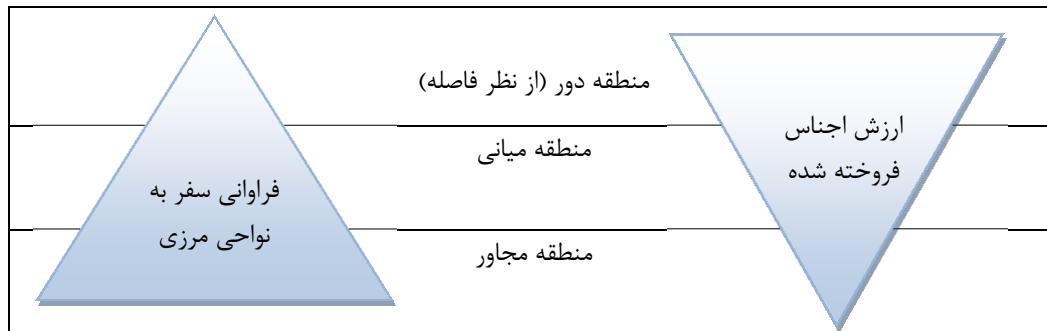 منطقه دور (از نظر فاصله)
ارزش اجناس
فروخته شده
منطقه میانی
فراوانی سفر به
نواحی مرزی
منطقه مجاور